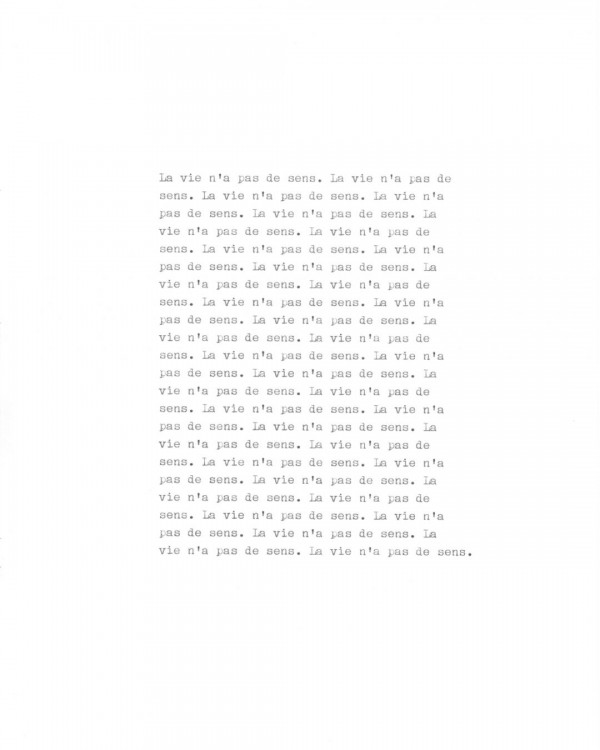 La vie n'a pas de sens. La vie n'a pas de
sens. La vie n'a pas de sens. La vie n'a
pas de sens. La vie n'a pas de sens. La
vie n'a pas de sens. La vie n'a pas de
sens. La vie n'a pas de sens. La vie n'a
pas de sens. La vie n'a pas de sens. La
vie n'a pas de sens. La vie n'a pas de
sens. La vie n'a pas de sens. La vie n'a
pas de sens. La vie n'a pas de sens. La
vie n'a pas de sens. La vie n'a pas de
sens. La vie n'a pas de sens. La vie n'a
pas de sens. La vie n'a pas de sens. La
vie n'a pas de sens. La vie n'a pas de
sens. La vie n'a pas de sens. La vie n'a
pas de sens. La vie n'a pas de sens. La
vie n'a pas de sens. La vie n'a pas de
sens. La vie n'a pas de sens. La vie n'a
pas de sens. La vie n'a pas de sens. La
vie n'a pas de sens. La vie n'a pas de
sens. La vie n'a pas de sens. La vie n'a
pas de sens. La vie n'a pas de sens. La
vie n'a pas de sens. La vie n'a pas de sens.